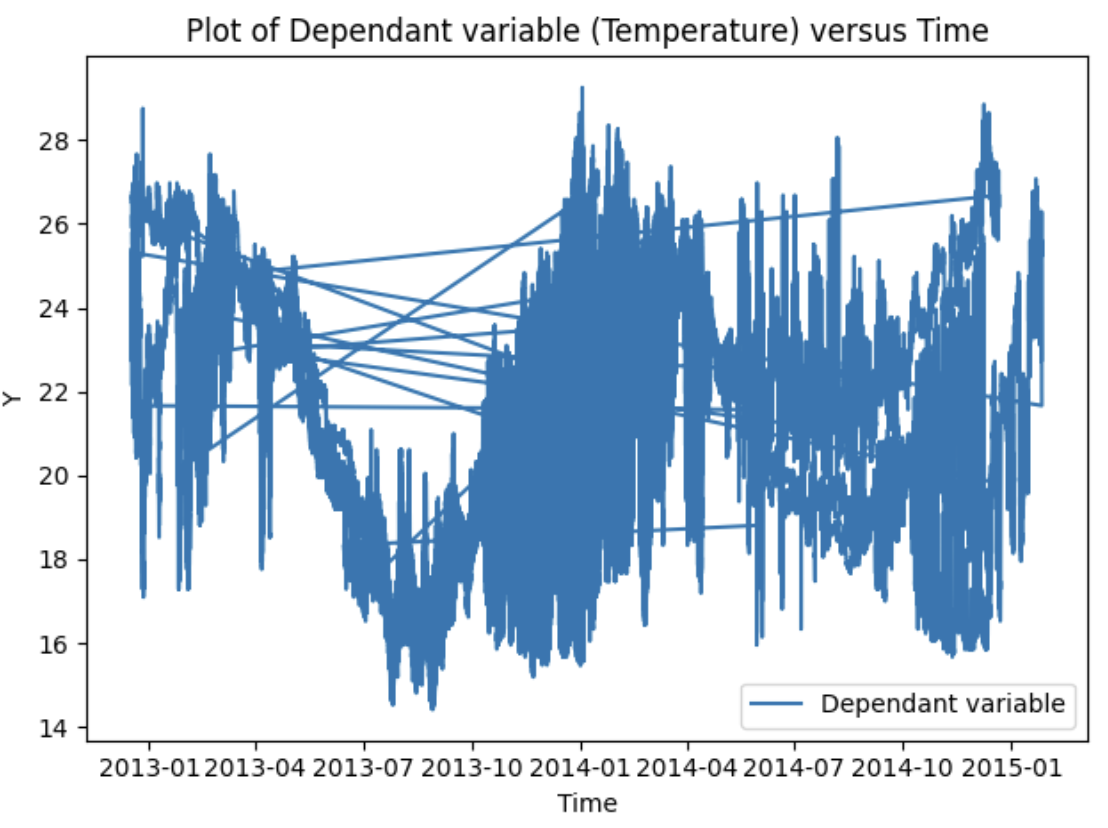 Plot of Dependant variable (Temperature) versus Time
28
26
24
22
20
18
16
14
Y
Dependant variable
2013-01 2013-04 2013-07 2013-10 2014-01 2014-04 2014-07 2014-10 2015-01
Time